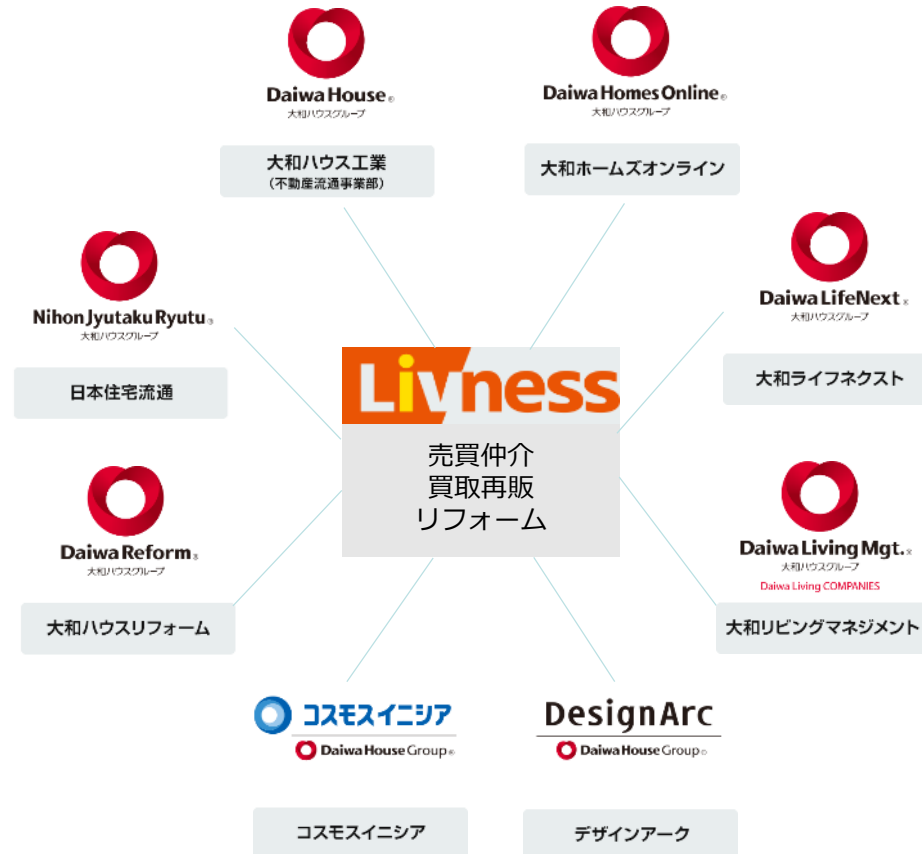 Daiwa House®
大和ハウスグループ
大和ハウス工業
(不動産流通事業部)
Daiwa Homes Online®
大和ハウスグループ
大和ホームズオンライン
Nihon Jyutaku Ryutu®
大和ハウスグループ
日本住宅流通
Daiwa LifeNext®
大和ハウスグループ
大和ライフネクスト
Livness
売買仲介
買取再販
リフォーム
Daiwa Reform®
大和ハウスグループ
大和ハウスリフォーム
Daiwa Living Mgt.®
大和ハウスグループ
Daiwa Living COMPANIES
大和リビングマネジメント
コスモスイニシア
Daiwa House Group®
コスモスイニシア
DesignArc
Daiwa House Group®
デザインアーク